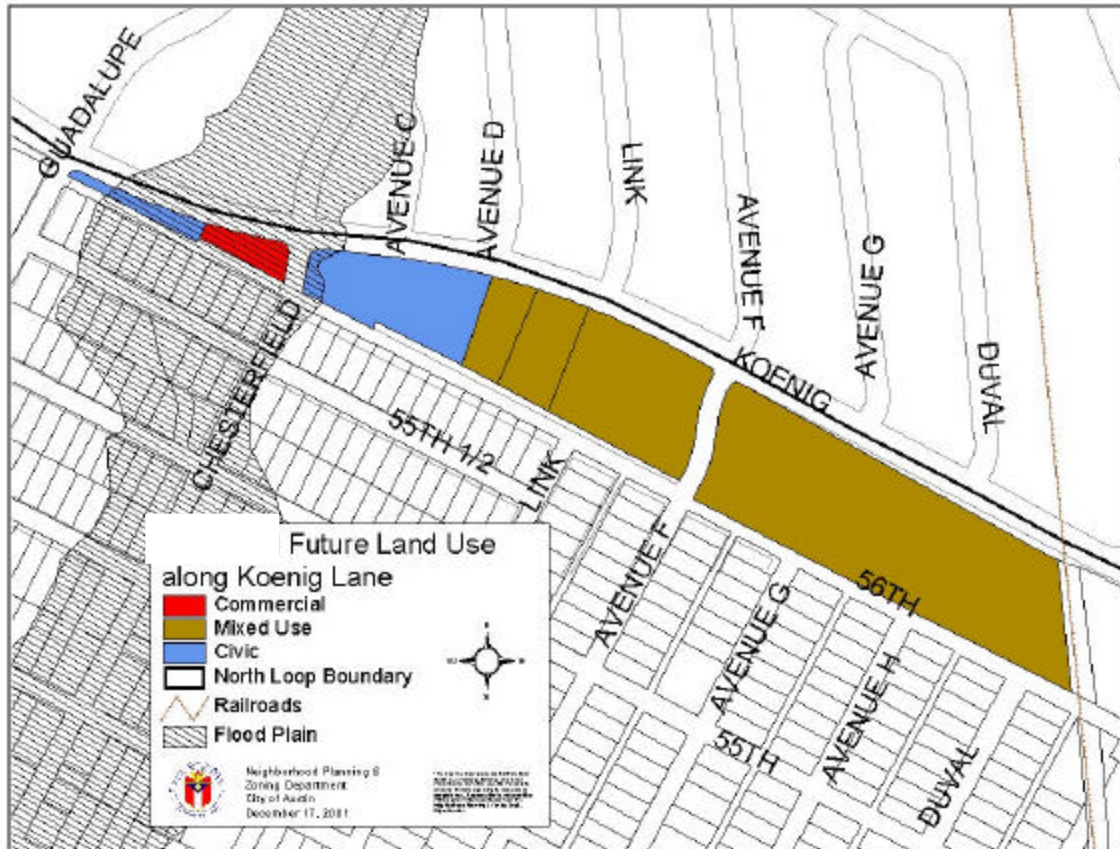 GUADALUPE
AVENUE C
AVENUE D
LINK
AVENUE F
AVENUE G
DUVAL
KOENIG
CHESTERFIELD
55TH 1/2
LINK
AVENUE F
AVENUE G
56TH
AVENUE H
55TH
DUVAL
Future Land Use
along Koenig Lane
Commercial
Mixed Use
Civic
North Loop Boundary
Railroads
Flood Plain
Neighborhood Planning &
Zoning Department
City of Austin
December 17, 2001